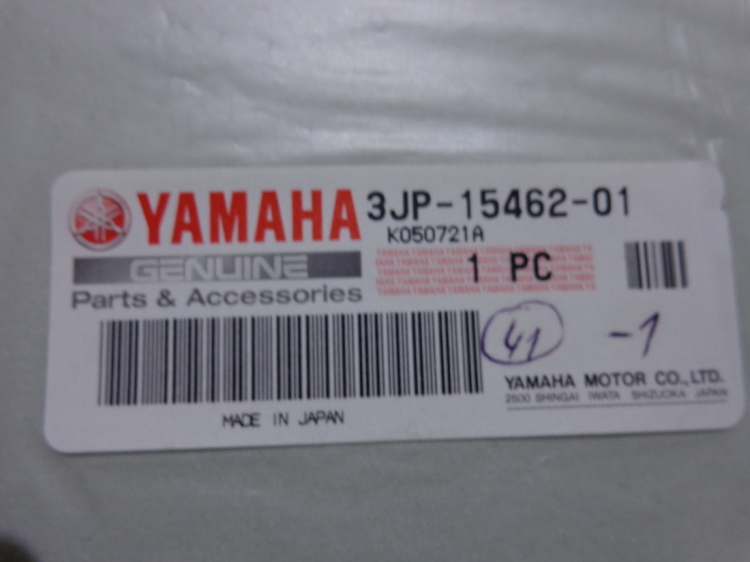 YAMAHA 3JP-15462-01
K050721A
GENUINE
1 PC
Parts & Accessories
41 -1
YAMAHA MOTOR CO., LTD.
2500 SHINGAI IWATA SHIZUOKA JAPAN
MADE IN JAPAN